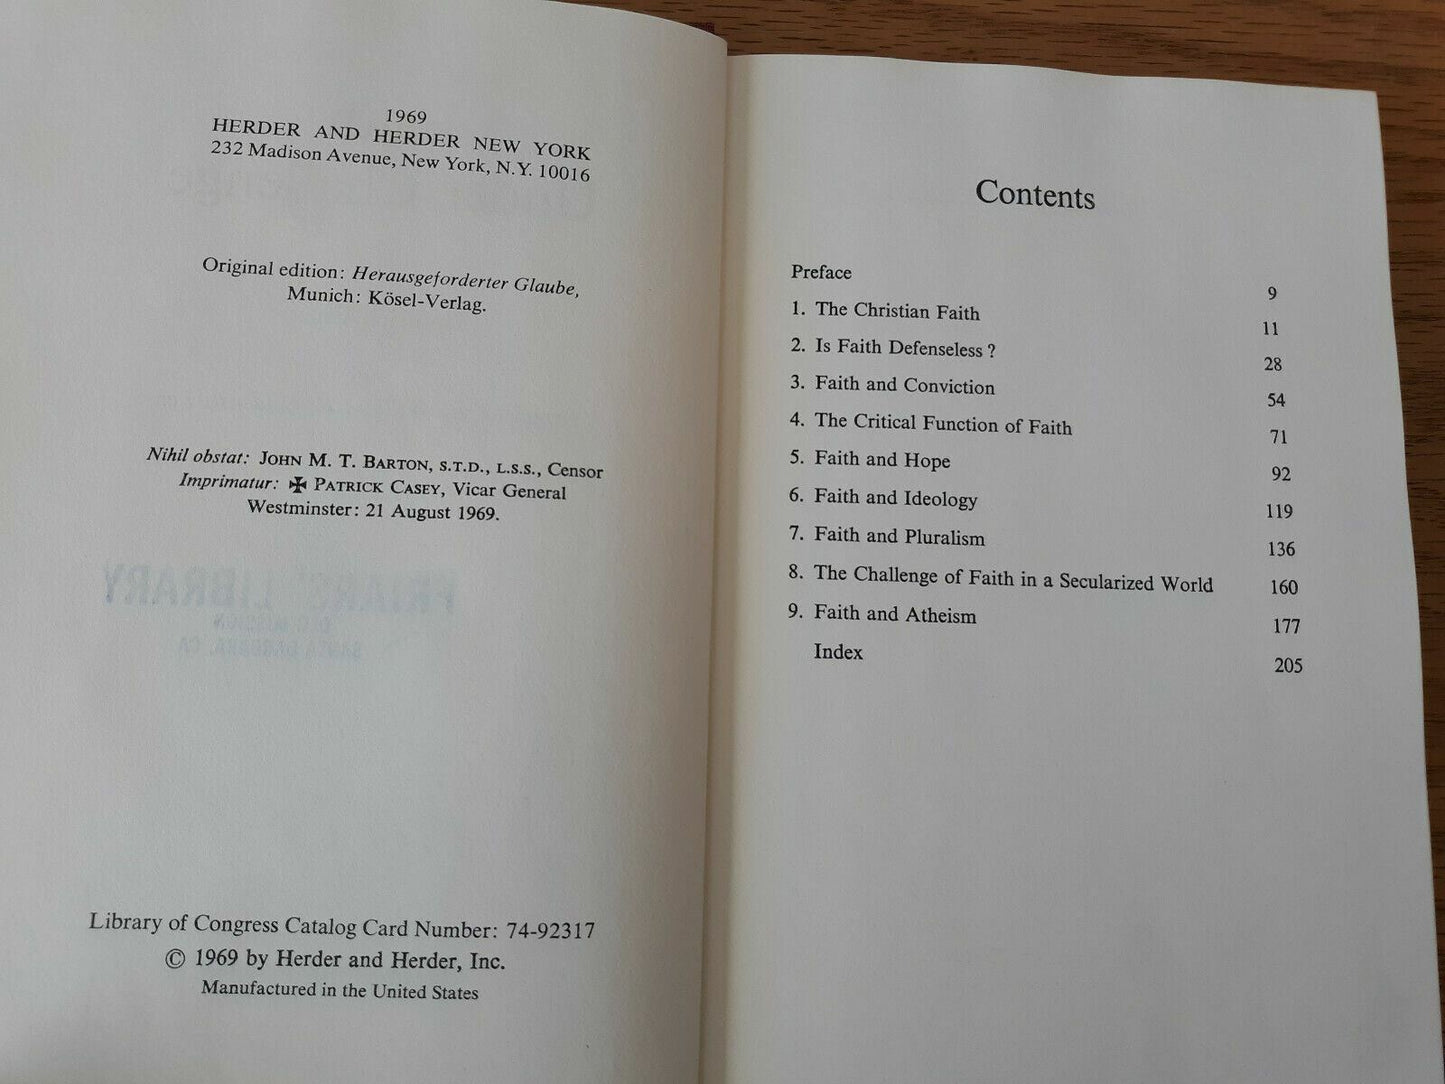 1969
HERDER AND HERDER NEW YORK
232 Madison Avenue, New York, N.Y. 10016
Original edition: Herausgeforderter Glaube,
Munich: Kösel-Verlag.
Nihil obstat: JOHN M. T. BARTON, S.T.D., L.S.S., Censor
Imprimatur: ✠ PATRICK CASEY, Vicar General
Westminster: 21 August 1969.
LIBRARY
Library of Congress Catalog Card Number: 74-92317
© 1969 by Herder and Herder, Inc.
Manufactured in the United States
Contents
Preface 9
1. The Christian Faith 11
2. Is Faith Defenseless? 28
3. Faith and Conviction 54
4. The Critical Function of Faith 71
5. Faith and Hope 92
6. Faith and Ideology 119
7. Faith and Pluralism 136
8. The Challenge of Faith in a Secularized World 160
9. Faith and Atheism 177
Index 205